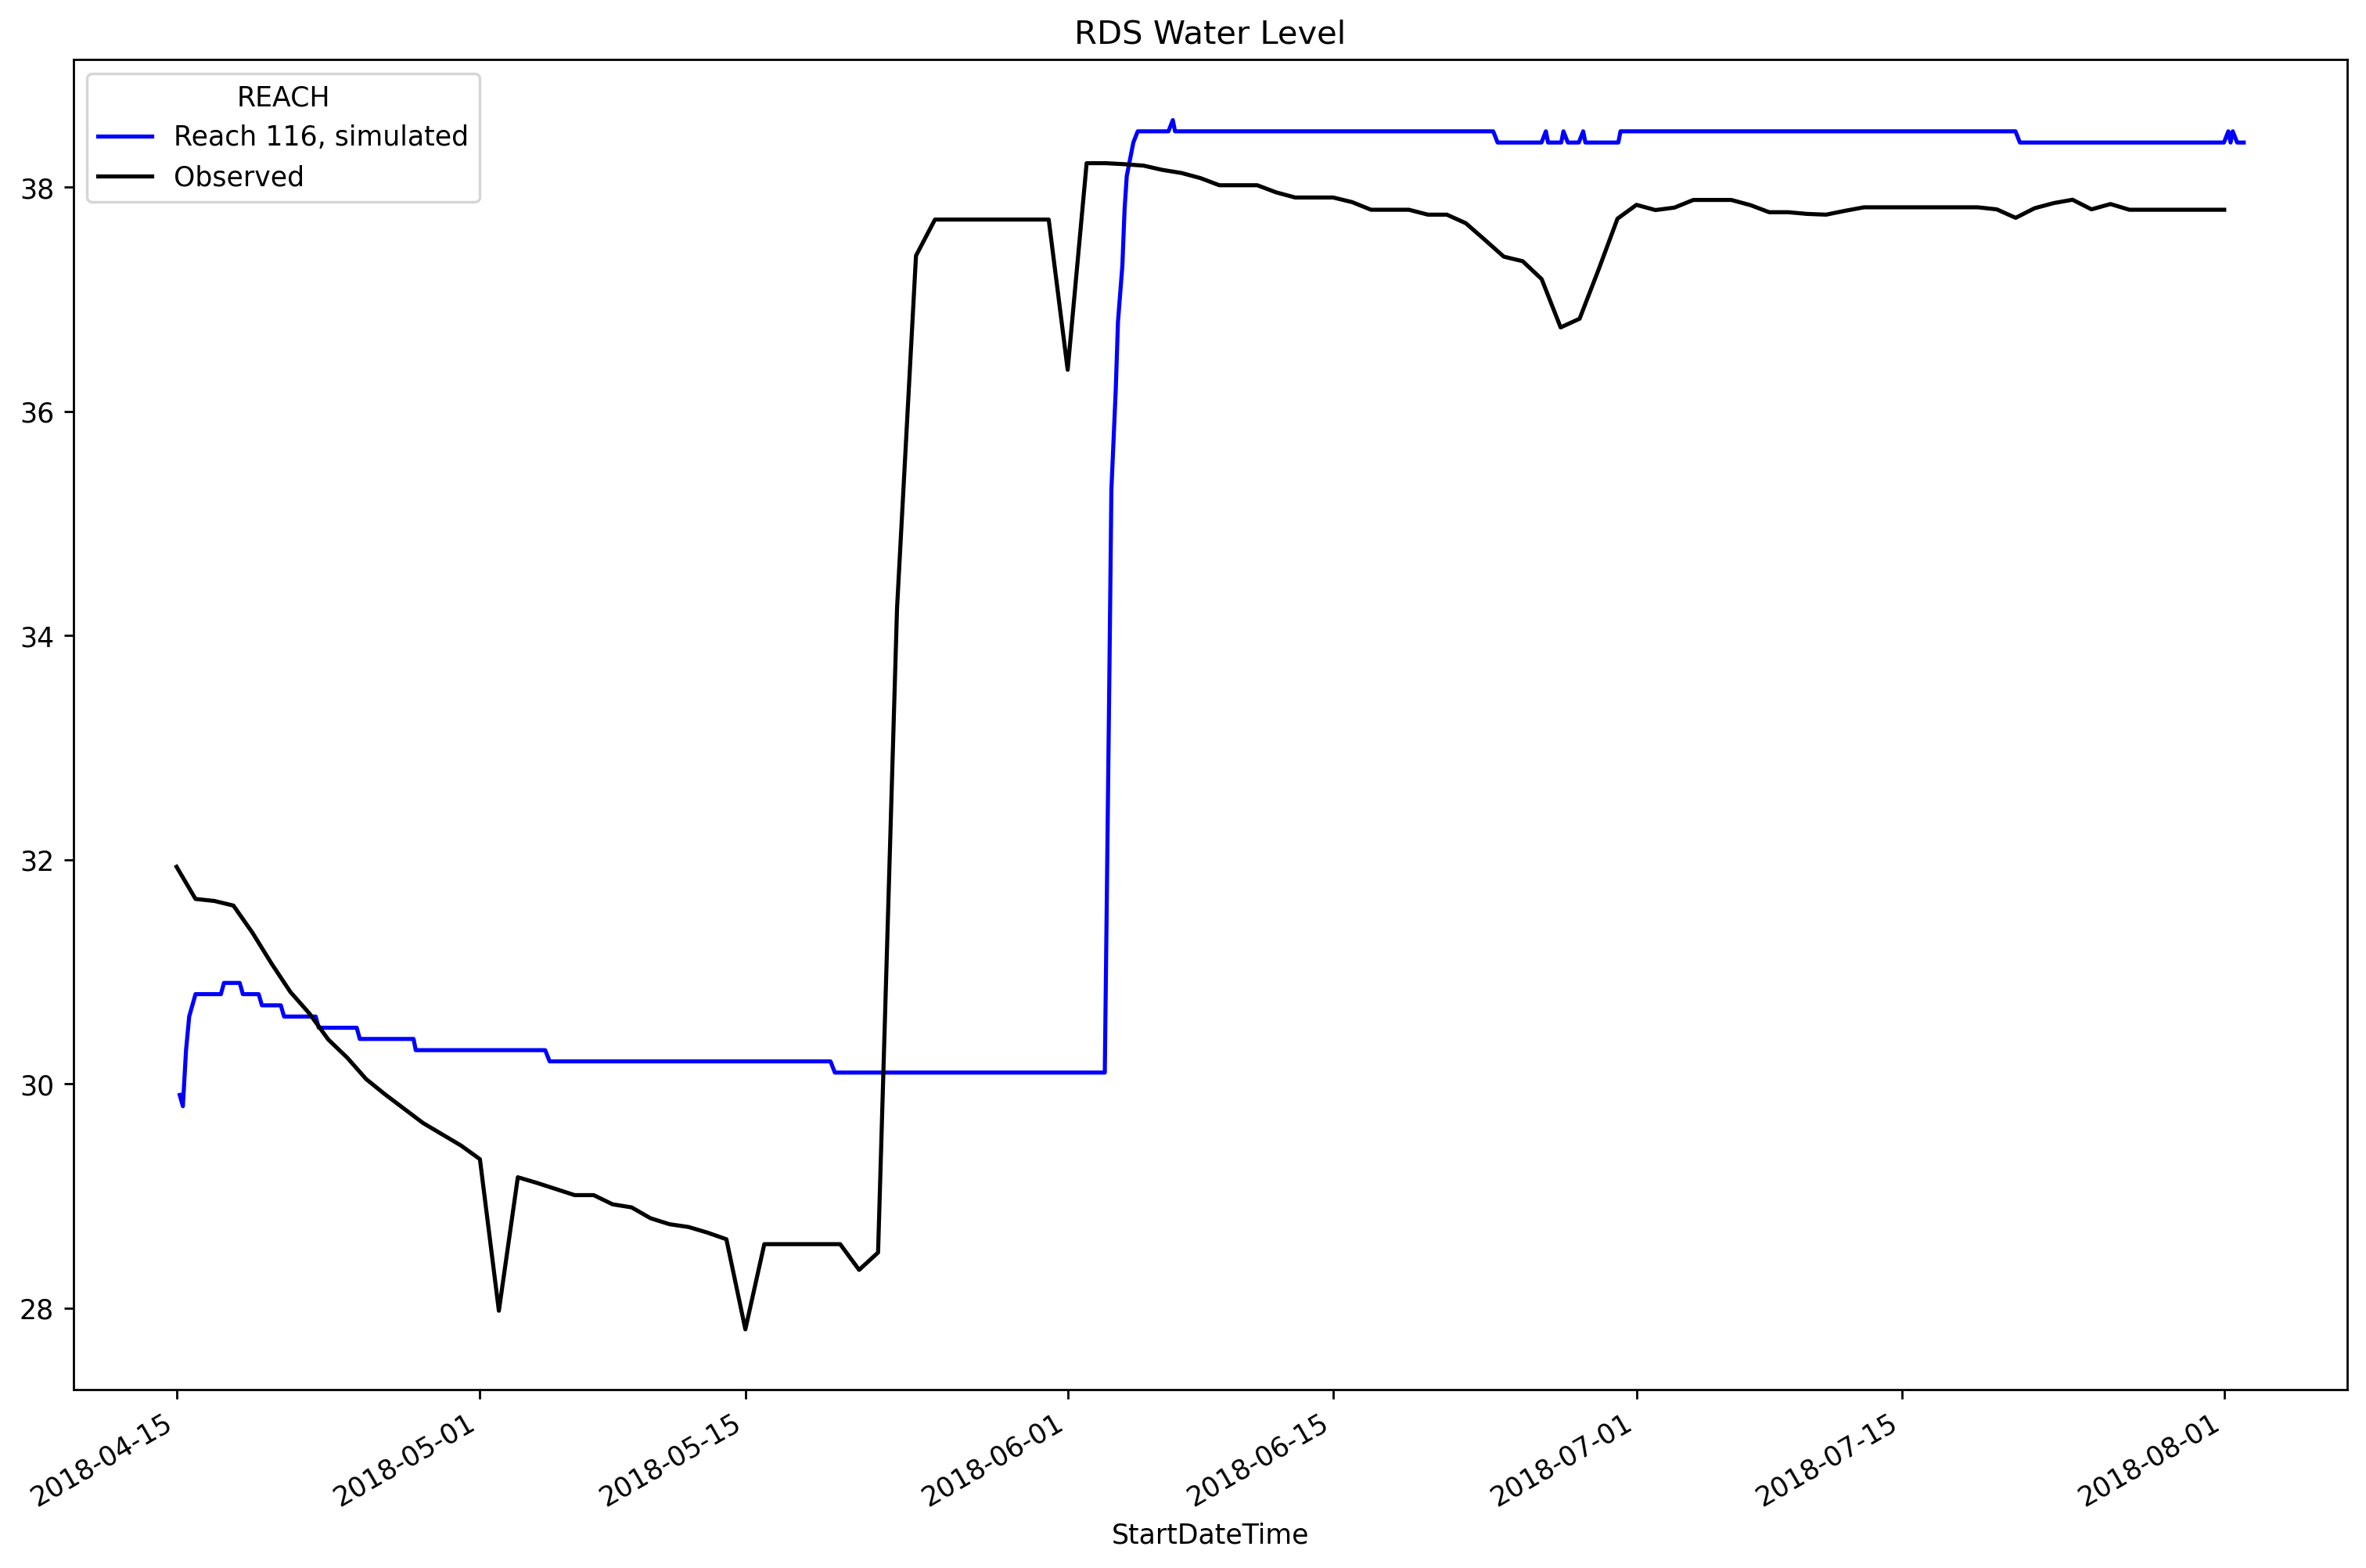 RDS Water Level
REACH
Reach 116, simulated
Observed
38
36
34
32
30
28
2018-04-15
2018-05-01
2018-05-15
2018-06-01
2018-06-15
2018-07-01
2018-07-15
2018-08-01
StartDateTime